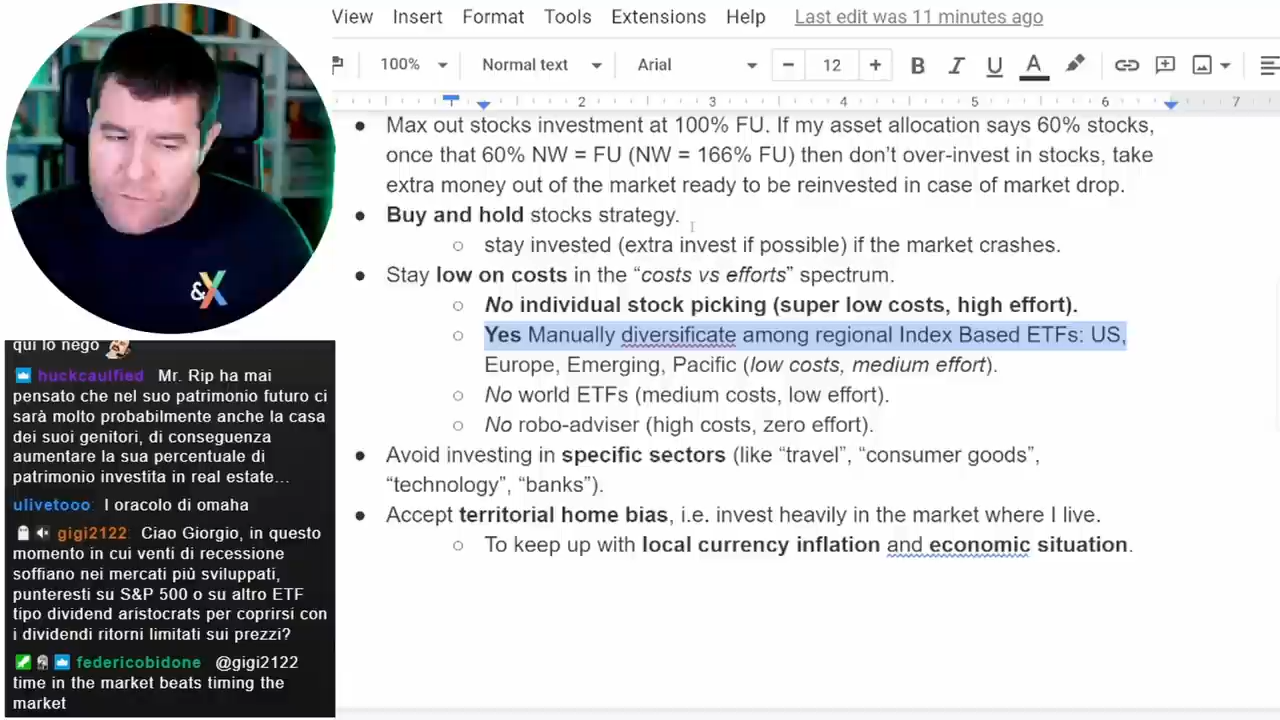 View Insert Format Tools Extensions Help Last edit was 11 minutes ago
100% Normal text Arial 12 B I U A
1 2 3 4 5 6 7
Max out stocks investment at 100% FU. If my asset allocation says 60% stocks,
once that 60% NW = FU (NW = 166% FU) then don’t over-invest in stocks, take
extra money out of the market ready to be reinvested in case of market drop.
Buy and hold stocks strategy.
stay invested (extra invest if possible) if the market crashes.
Stay low on costs in the “costs vs efforts” spectrum.
No individual stock picking (super low costs, high effort).
Yes Manually diversificate among regional Index Based ETFs: US,
Europe, Emerging, Pacific (low costs, medium effort).
No world ETFs (medium costs, low effort).
No robo-adviser (high costs, zero effort).
Avoid investing in specific sectors (like “travel”, “consumer goods”,
“technology”, “banks”).
Accept territorial home bias, i.e. invest heavily in the market where I live.
To keep up with local currency inflation and economic situation.
&X
qui lo nego
huckcaulfied Mr. Rip ha mai
pensato che nel suo patrimonio futuro ci
sarà molto probabilmente anche la casa
dei suoi genitori, di conseguenza
aumentare la sua percentuale di
patrimonio investita in real estate...
ulivetooo l oracolo di omaha
gigi2122: Ciao Giorgio, in questo
momento in cui venti di recessione
soffiano nei mercati più sviluppati,
punteresti su S&P 500 o su altro ETF
tipo dividend aristocrats per coprirsi con
i dividendi ritorni limitati sui prezzi?
federicobidone @gigi2122
time in the market beats timing the
market